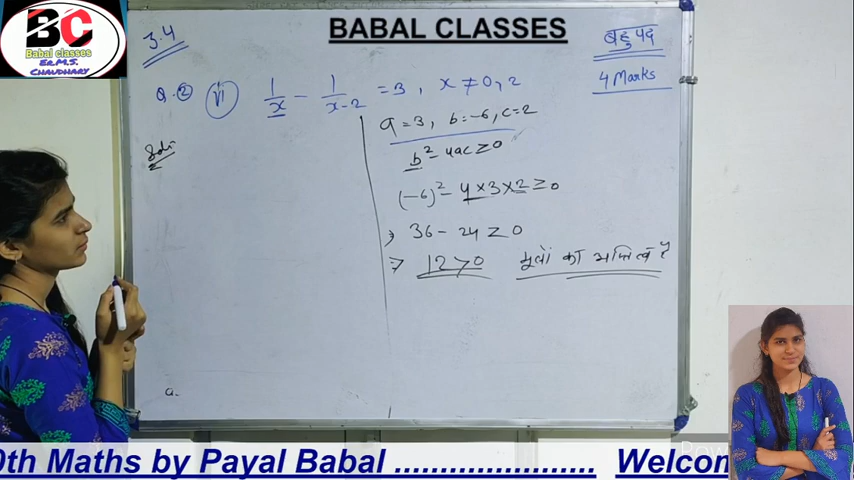 BC
Babal classes
Er.M.S.
CHAUDHARY
BABAL CLASSES
3.4
बहुपद
4 Marks
Q.② (vi) 1/x - 1/(x-2) = 3, x ≠ 0, 2
Soln
a = 3, b = -6, c = 2
b² - 4ac ≥ 0
(-6)² - 4 × 3 × 2 ≥ 0
⇒ 36 - 24 ≥ 0
⇒ 12 > 0 मूलों का अस्तित्व है
a.
0th Maths by Payal Babal ...................... Welcom